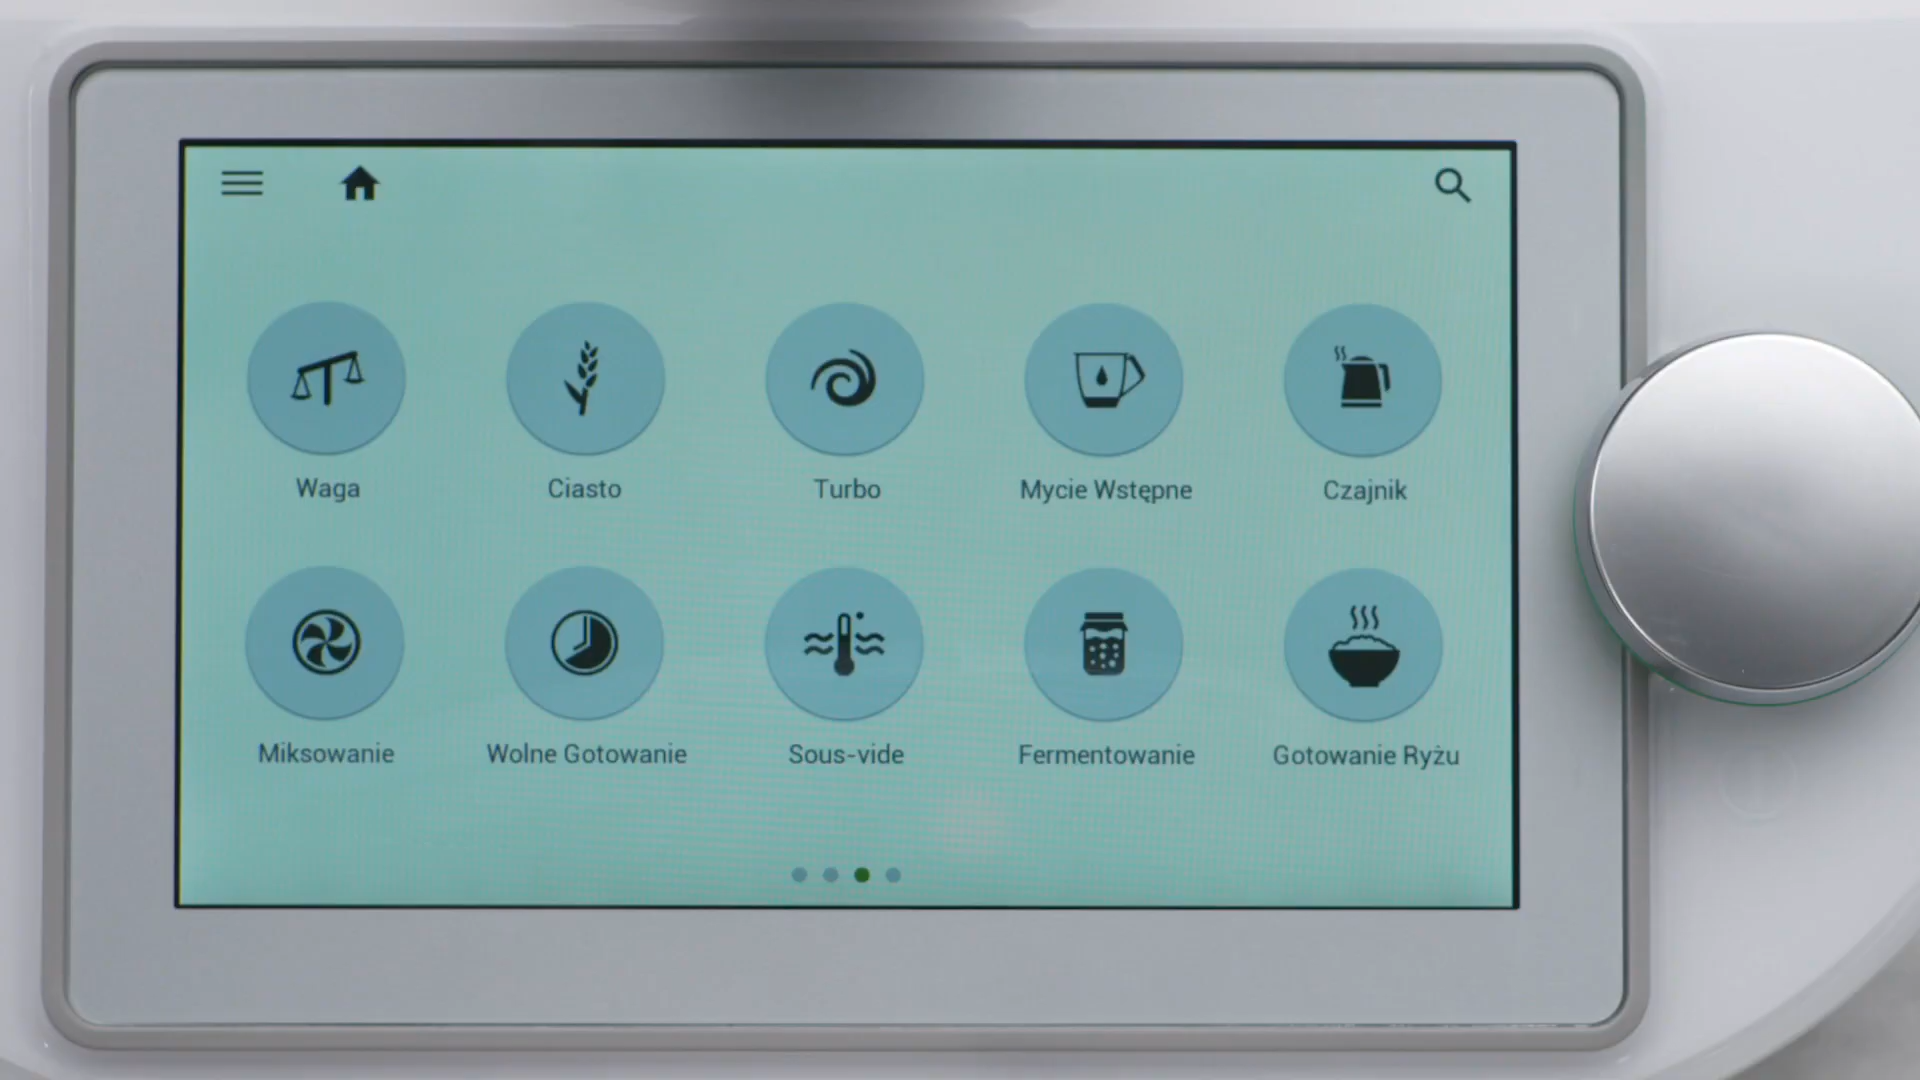 Waga
Ciasto
Turbo
Mycie Wstępne
Czajnik
Miksowanie
Wolne Gotowanie
Sous-vide
Fermentowanie
Gotowanie Ryżu